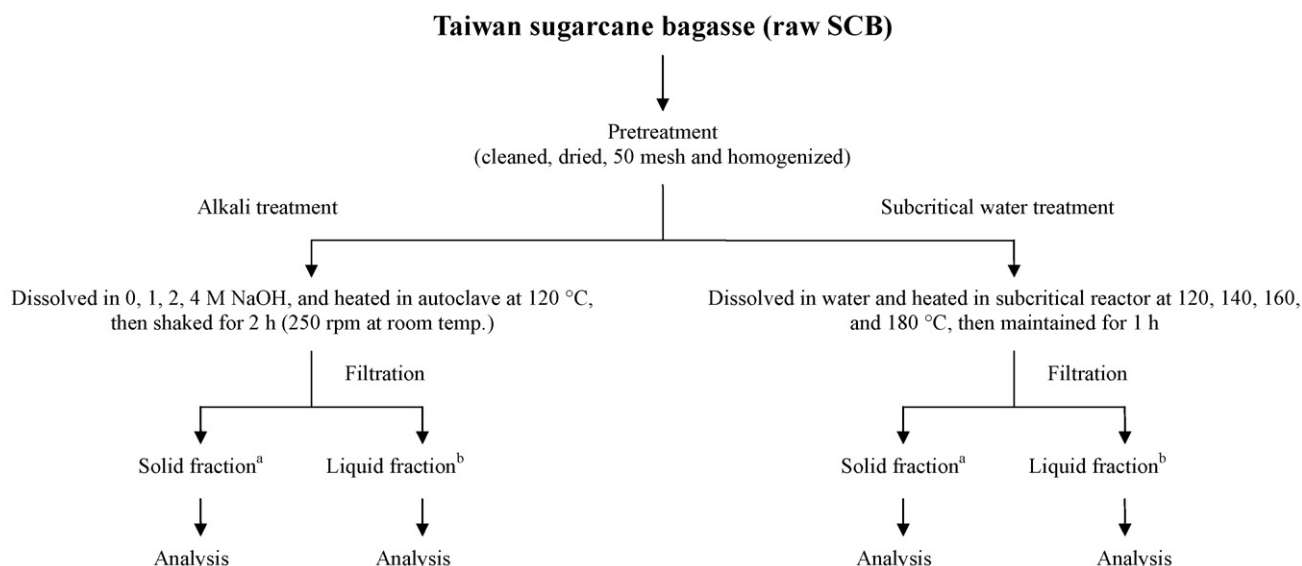 Taiwan sugarcane bagasse (raw SCB)
Pretreatment
(cleaned, dried, 50 mesh and homogenized)
Alkali treatment
Subcritical water treatment
Dissolved in 0, 1, 2, 4 M NaOH, and heated in autoclave at 120 °C,
then shaked for 2 h (250 rpm at room temp.)
Dissolved in water and heated in subcritical reactor at 120, 140, 160,
and 180 °C, then maintained for 1 h
Filtration
Filtration
Solid fractionᵃ
Liquid fractionᵇ
Solid fractionᵃ
Liquid fractionᵇ
Analysis
Analysis
Analysis
Analysis